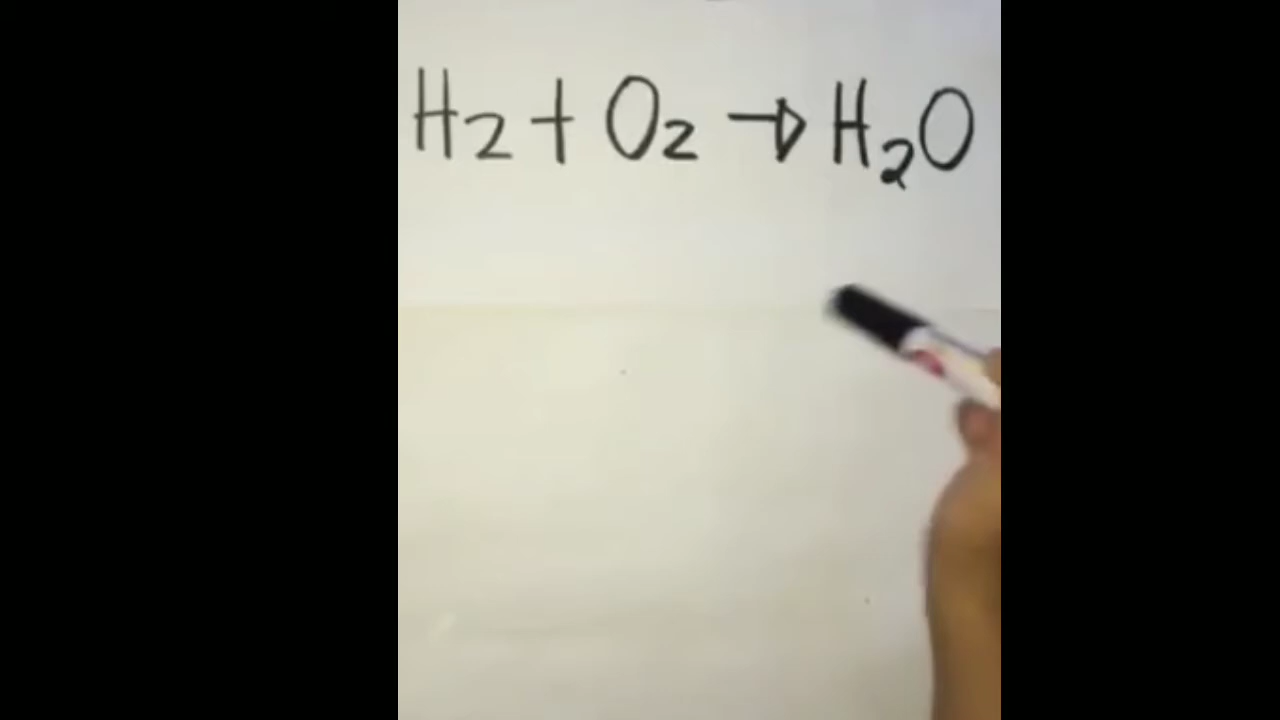 H2 + O2 → H2O